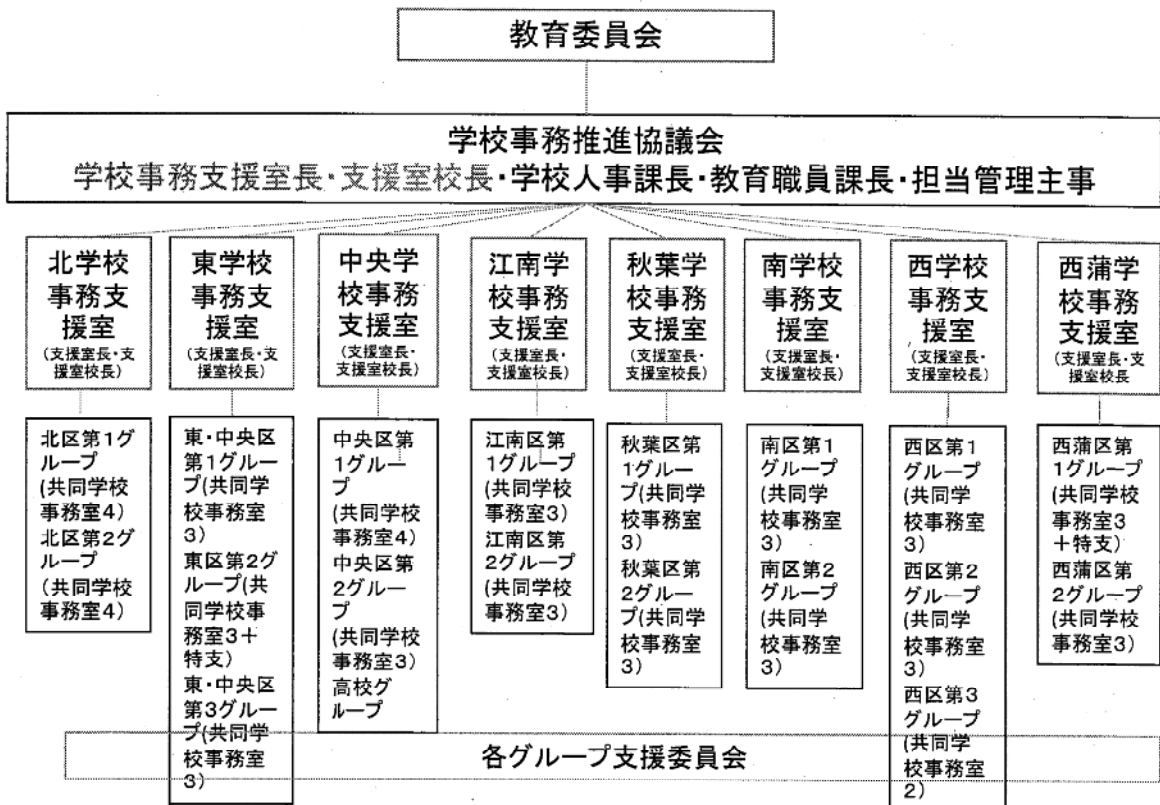 教育委員会
学校事務推進協議会
学校事務支援室長・支援室校長・学校人事課長・教育職員課長・担当管理主事
北学校
事務支
援室
(支援室長・支
援室校長)
東学校
事務支
援室
(支援室長・支
援室校長)
中央学
校事務
支援室
(支援室長・
支援室校長)
江南学
校事務
支援室
(支援室長・
支援室校長)
秋葉学
校事務
支援室
(支援室長・
支援室校長)
南学校
事務支
援室
(支援室長・
支援室校長)
西学校
事務支
援室
(支援室長・
支援室校長)
西蒲学
校事務
支援室
(支援室長・支
援室校長
北区第1グ
ループ
(共同学校
事務室4)
北区第2グ
ループ
(共同学校
事務室4)
東・中央区
第1グルー
プ(共同学
校事務室
3)
東区第2グ
ループ(共
同学校事
務室3+
特支)
東・中央区
第3グルー
プ(共同学
校事務室
3)
中央区第
1グルー
プ
(共同学校
事務室4)
中央区第
2グルー
プ
(共同学校
事務室3)
高校グ
ループ
江南区第
1グループ
(共同学校
事務室3)
江南区第
2グループ
(共同学校
事務室3)
秋葉区第
1グルー
プ(共同学
校事務室
3)
秋葉区第
2グルー
プ(共同学
校事務室
3)
南区第1
グループ
(共同学
校事務室
3)
南区第2
グループ
(共同学
校事務室
3)
西区第1
グループ
(共同学
校事務室
3)
西区第2
グループ
(共同学
校事務室
3)
西区第3
グループ
(共同学
校事務室
2)
西蒲区第
1グループ
(共同学校
事務室3
+特支)
西蒲区第
2グループ
(共同学校
事務室3)
各グループ支援委員会